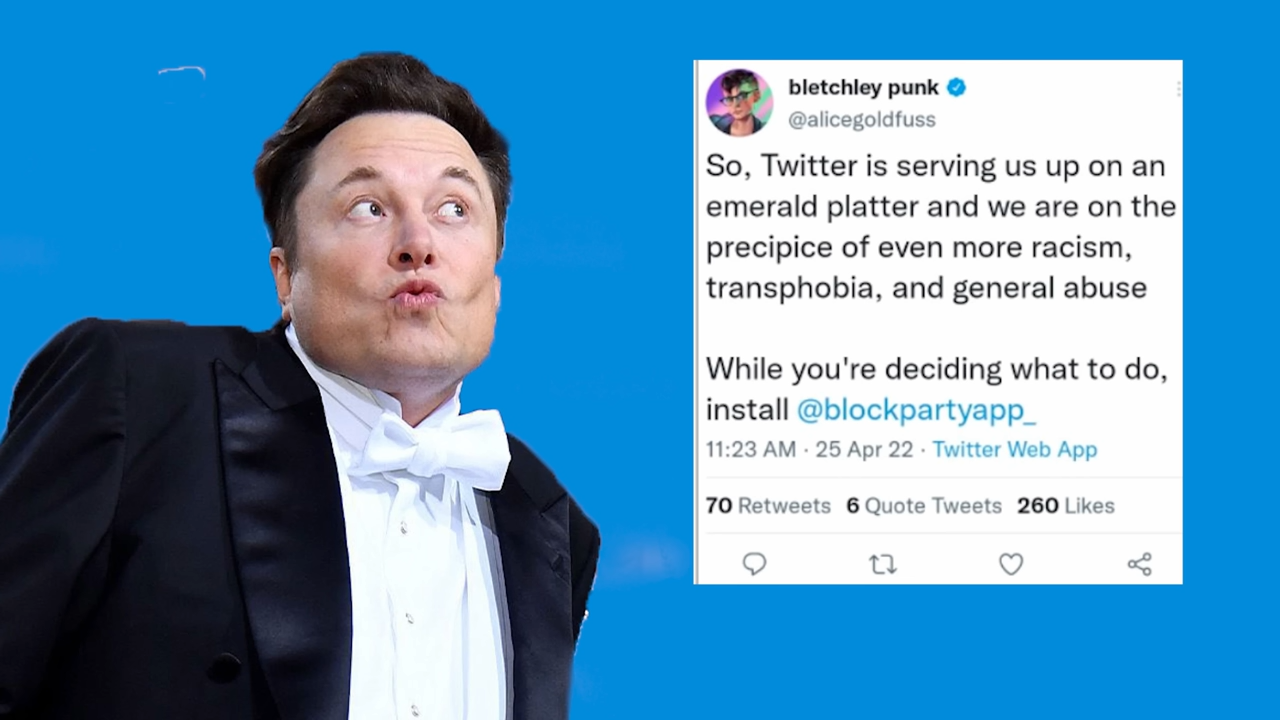 bletchley punk
@alicegoldfuss
So, Twitter is serving us up on an
emerald platter and we are on the
precipice of even more racism,
transphobia, and general abuse
While you're deciding what to do,
install @blockpartyapp_
11:23 AM · 25 Apr 22 · Twitter Web App
70 Retweets 6 Quote Tweets 260 Likes